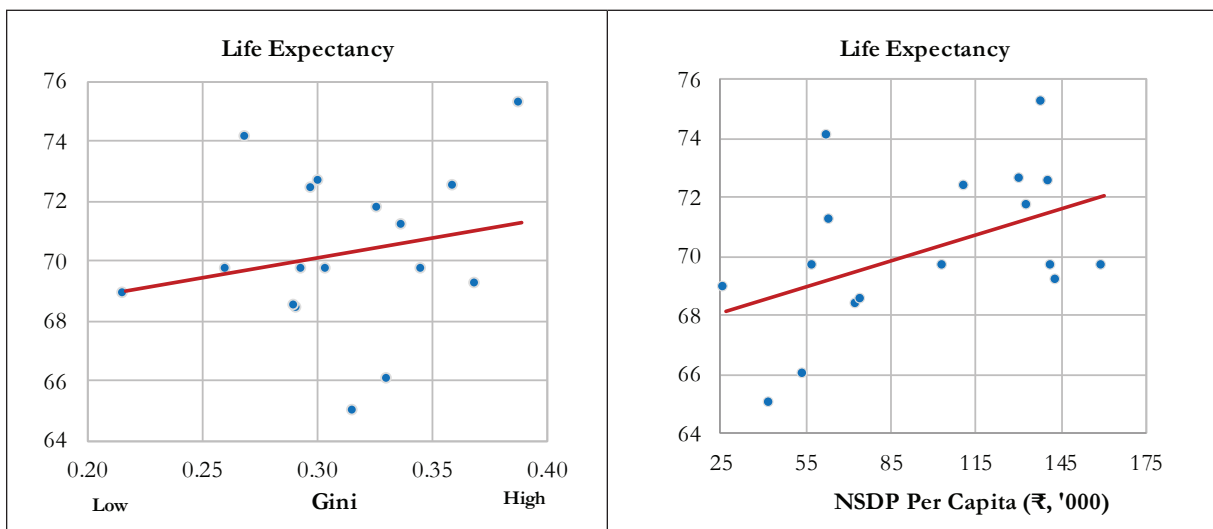 Life Expectancy
76
74
72
70
68
66
64
0.20 0.25 0.30 0.35 0.40
Low Gini High
Life Expectancy
76
74
72
70
68
66
64
25 55 85 115 145 175
NSDP Per Capita (₹, '000)